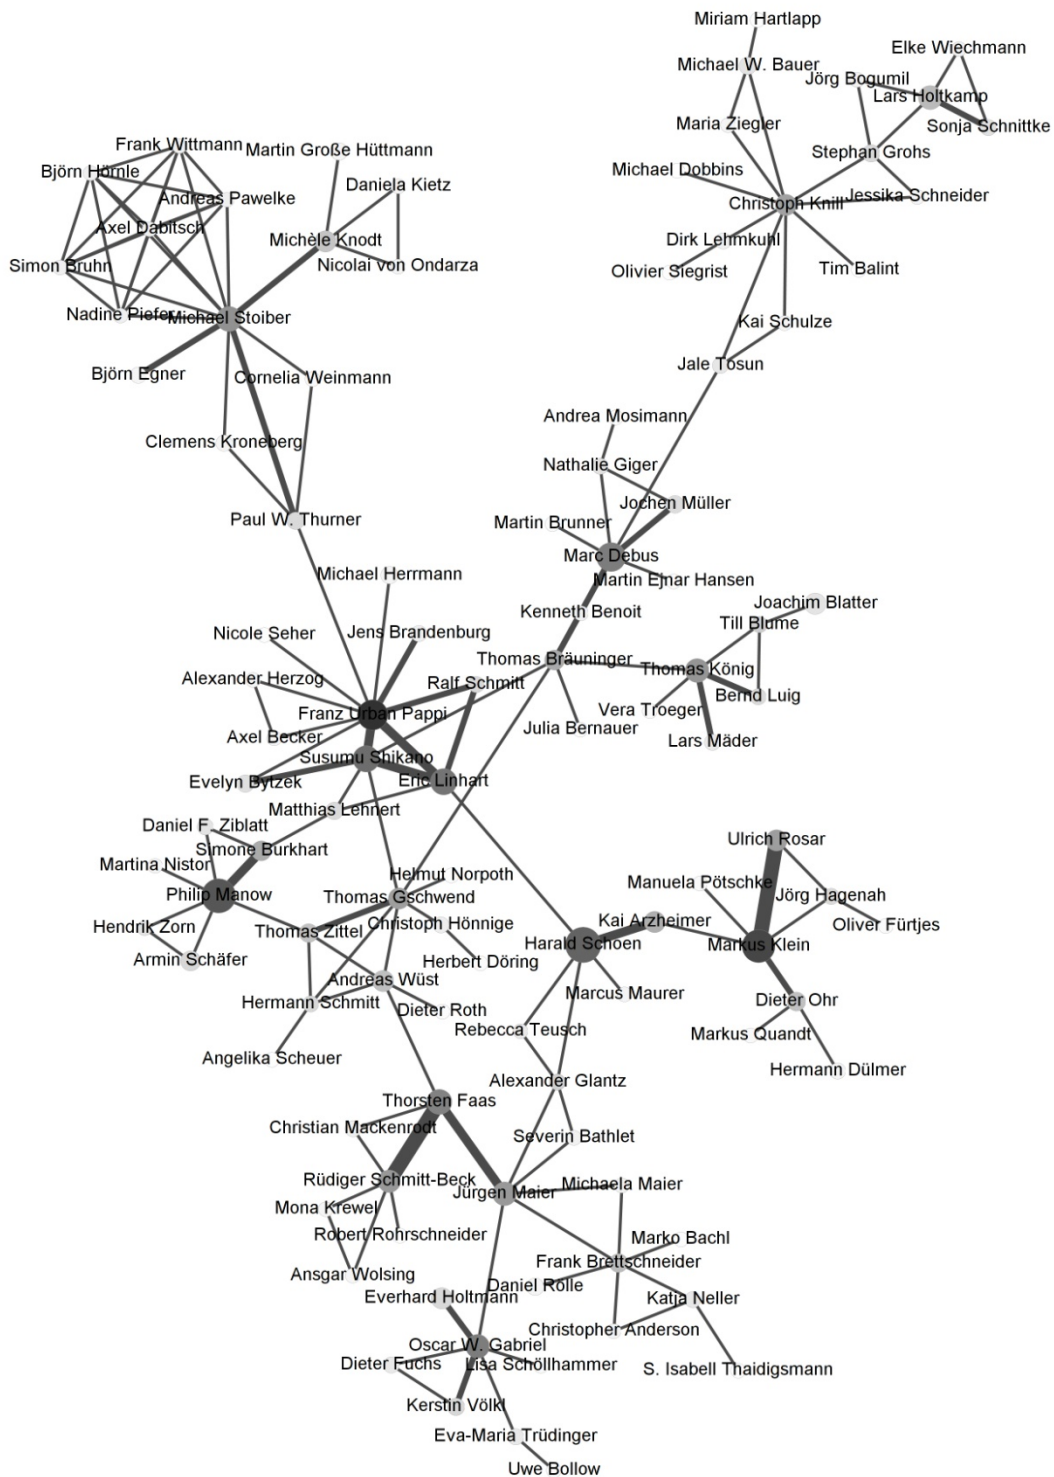 Miriam Hartlapp
Elke Wiechmann
Michael W. Bauer
Jörg Bogumil
Lars Holtkamp
Maria Ziegler
Sonja Schnittke
Frank Wittmann
Martin Große Hüttmann
Stephan Grohs
Björn Hörnle
Michael Dobbins
Daniela Kietz
Andreas Pawelke
Jessika Schneider
Christoph Knill
Axel Dabitsch
Michèle Knodt
Dirk Lehmkuhl
Simon Bruhn
Nicolai von Ondarza
Olivier Siegrist
Tim Balint
Nadine Piefer
Michael Stoiber
Kai Schulze
Jale Tosun
Björn Egner
Cornelia Weinmann
Andrea Mosimann
Clemens Kroneberg
Nathalie Giger
Jochen Müller
Paul W. Thurner
Martin Brunner
Marc Debus
Michael Herrmann
Martin Ejnar Hansen
Joachim Blatter
Kenneth Benoit
Till Blume
Nicole Seher
Jens Brandenburg
Thomas Bräuninger
Thomas König
Alexander Herzog
Ralf Schmitt
Bernd Luig
Franz Urban Pappi
Vera Troeger
Julia Bernauer
Axel Becker
Lars Mäder
Susumu Shikano
Evelyn Bytzek
Eric Linhart
Matthias Lehnert
Daniel F. Ziblatt
Ulrich Rosar
Simone Burkhart
Martina Nistor
Helmut Norpoth
Manuela Pötschke
Philip Manow
Thomas Gschwend
Jörg Hagenah
Hendrik Zorn
Christoph Hönnige
Kai Arzheimer
Oliver Fürtjes
Thomas Zittel
Harald Schoen
Markus Klein
Armin Schäfer
Herbert Döring
Andreas Wüst
Marcus Maurer
Hermann Schmitt
Dieter Roth
Dieter Ohr
Rebecca Teusch
Markus Quandt
Angelika Scheuer
Hermann Dülmer
Alexander Glantz
Thorsten Faas
Christian Mackenrodt
Severin Bathlet
Rüdiger Schmitt-Beck
Jürgen Maier
Michaela Maier
Mona Krewel
Robert Rohrschneider
Marko Bachl
Frank Brettschneider
Ansgar Wolsing
Daniel Rölle
Everhard Holtmann
Katja Neller
Christopher Anderson
Oscar W. Gabriel
Dieter Fuchs
Lisa Schöllhammer
S. Isabell Thaidigsmann
Kerstin Völkl
Eva-Maria Trüdinger
Uwe Bollow